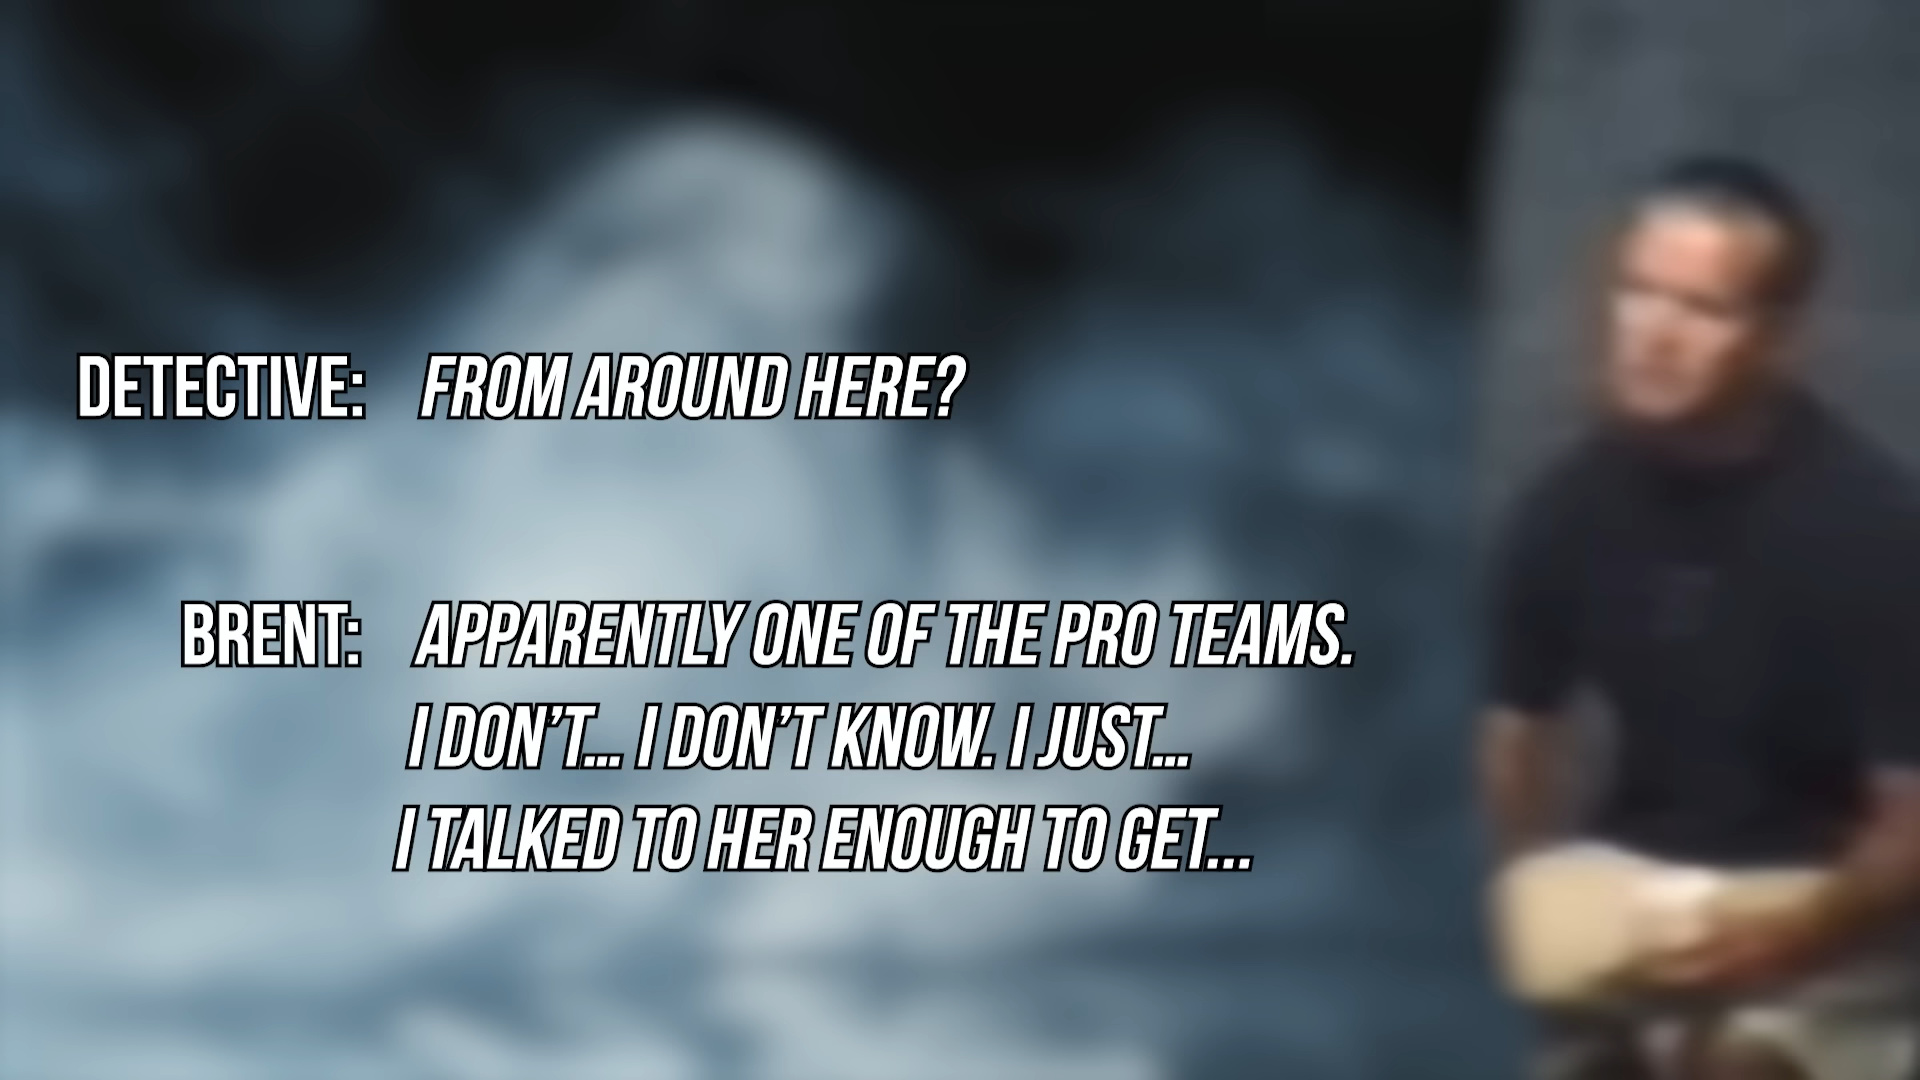 DETECTIVE: FROM AROUND HERE?
BRENT: APPARENTLY ONE OF THE PRO TEAMS.
I DON'T... I DON'T KNOW. I JUST...
I TALKED TO HER ENOUGH TO GET...